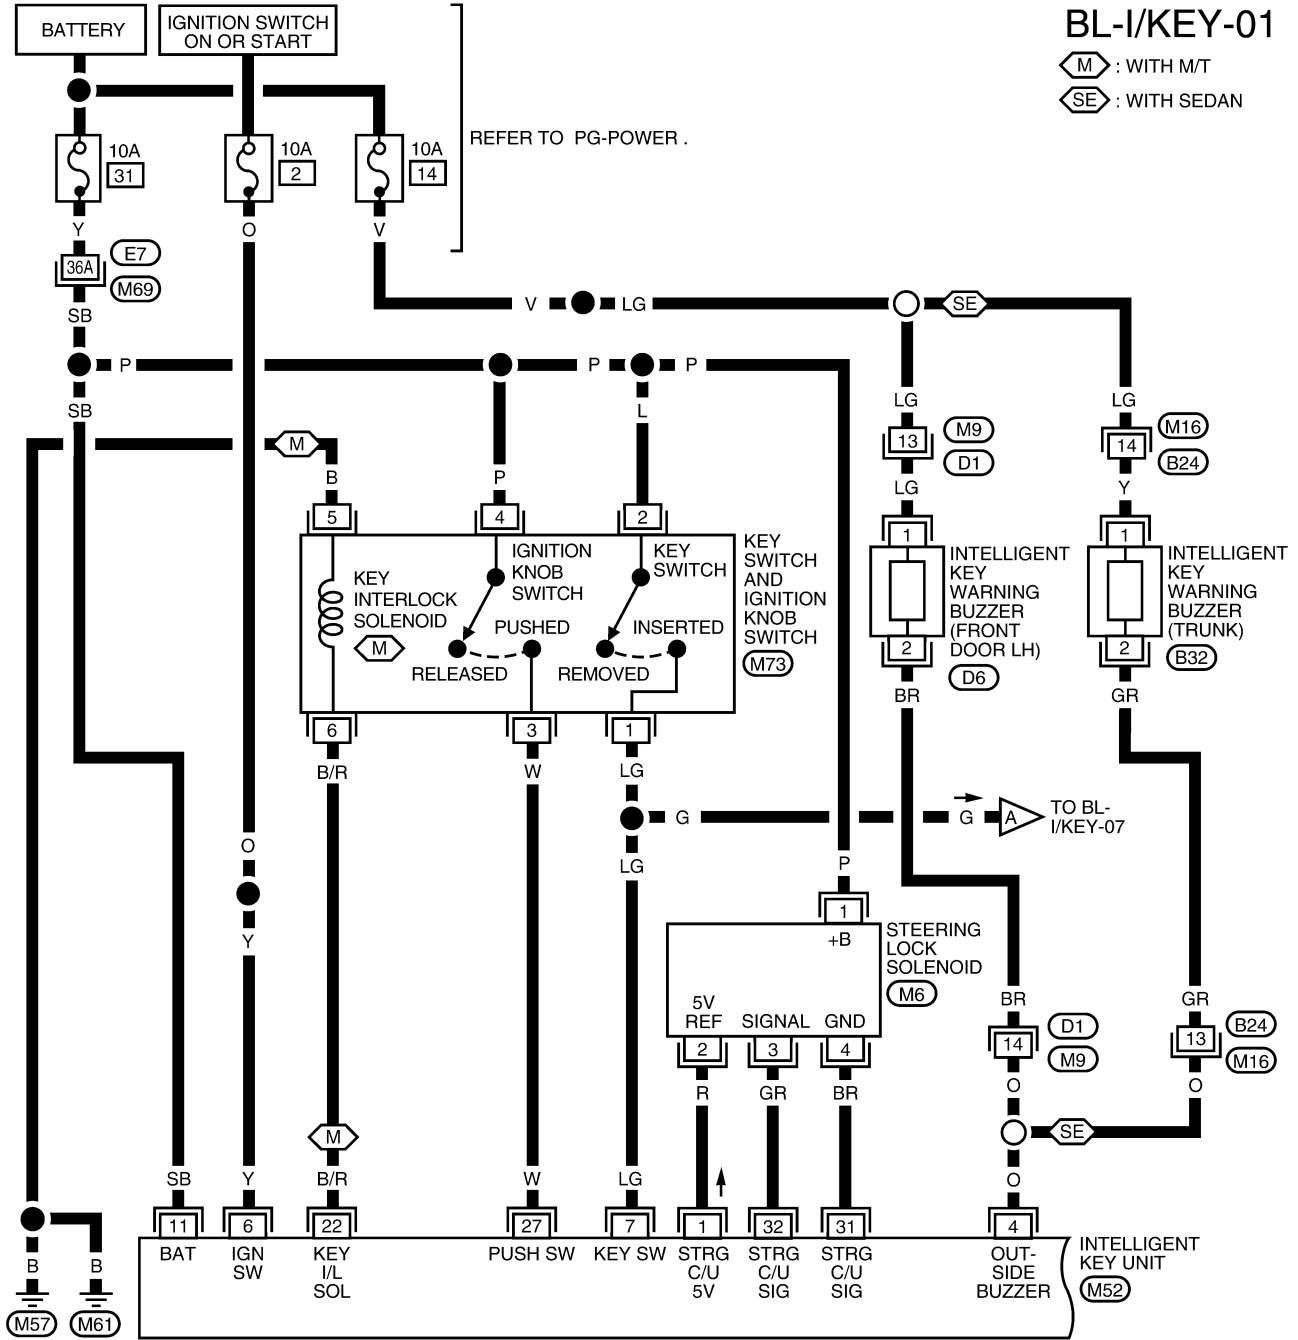 BL-I/KEY-01
M : WITH M/T
SE : WITH SEDAN
BATTERY
IGNITION SWITCH
ON OR START
REFER TO PG-POWER .
10A
31
10A
2
10A
14
Y
O
V
36A
E7
M69
SB
V
LG
SE
P
P
P
SB
L
LG
LG
M
B
P
13
M9
D1
14
M16
B24
LG
Y
5
4
2
1
1
KEY
INTERLOCK
SOLENOID
M
IGNITION
KNOB
SWITCH
PUSHED
RELEASED
KEY
SWITCH
INSERTED
REMOVED
KEY
SWITCH
AND
IGNITION
KNOB
SWITCH
M73
INTELLIGENT
KEY
WARNING
BUZZER
(FRONT
DOOR LH)
D6
INTELLIGENT
KEY
WARNING
BUZZER
(TRUNK)
B32
2
2
BR
GR
6
3
1
B/R
W
LG
G
G
A
TO BL-
I/KEY-07
O
LG
P
Y
1
+B
STEERING
LOCK
SOLENOID
M6
5V
REF
SIGNAL
GND
2
3
4
R
GR
BR
BR
GR
14
D1
M9
13
B24
M16
O
O
SE
M
SB
Y
B/R
W
LG
O
11
6
22
27
7
1
32
31
4
BAT
IGN
SW
KEY
I/L
SOL
PUSH SW
KEY SW
STRG
C/U
5V
STRG
C/U
SIG
STRG
C/U
SIG
OUT-
SIDE
BUZZER
INTELLIGENT
KEY UNIT
M52
B
B
M57
M61